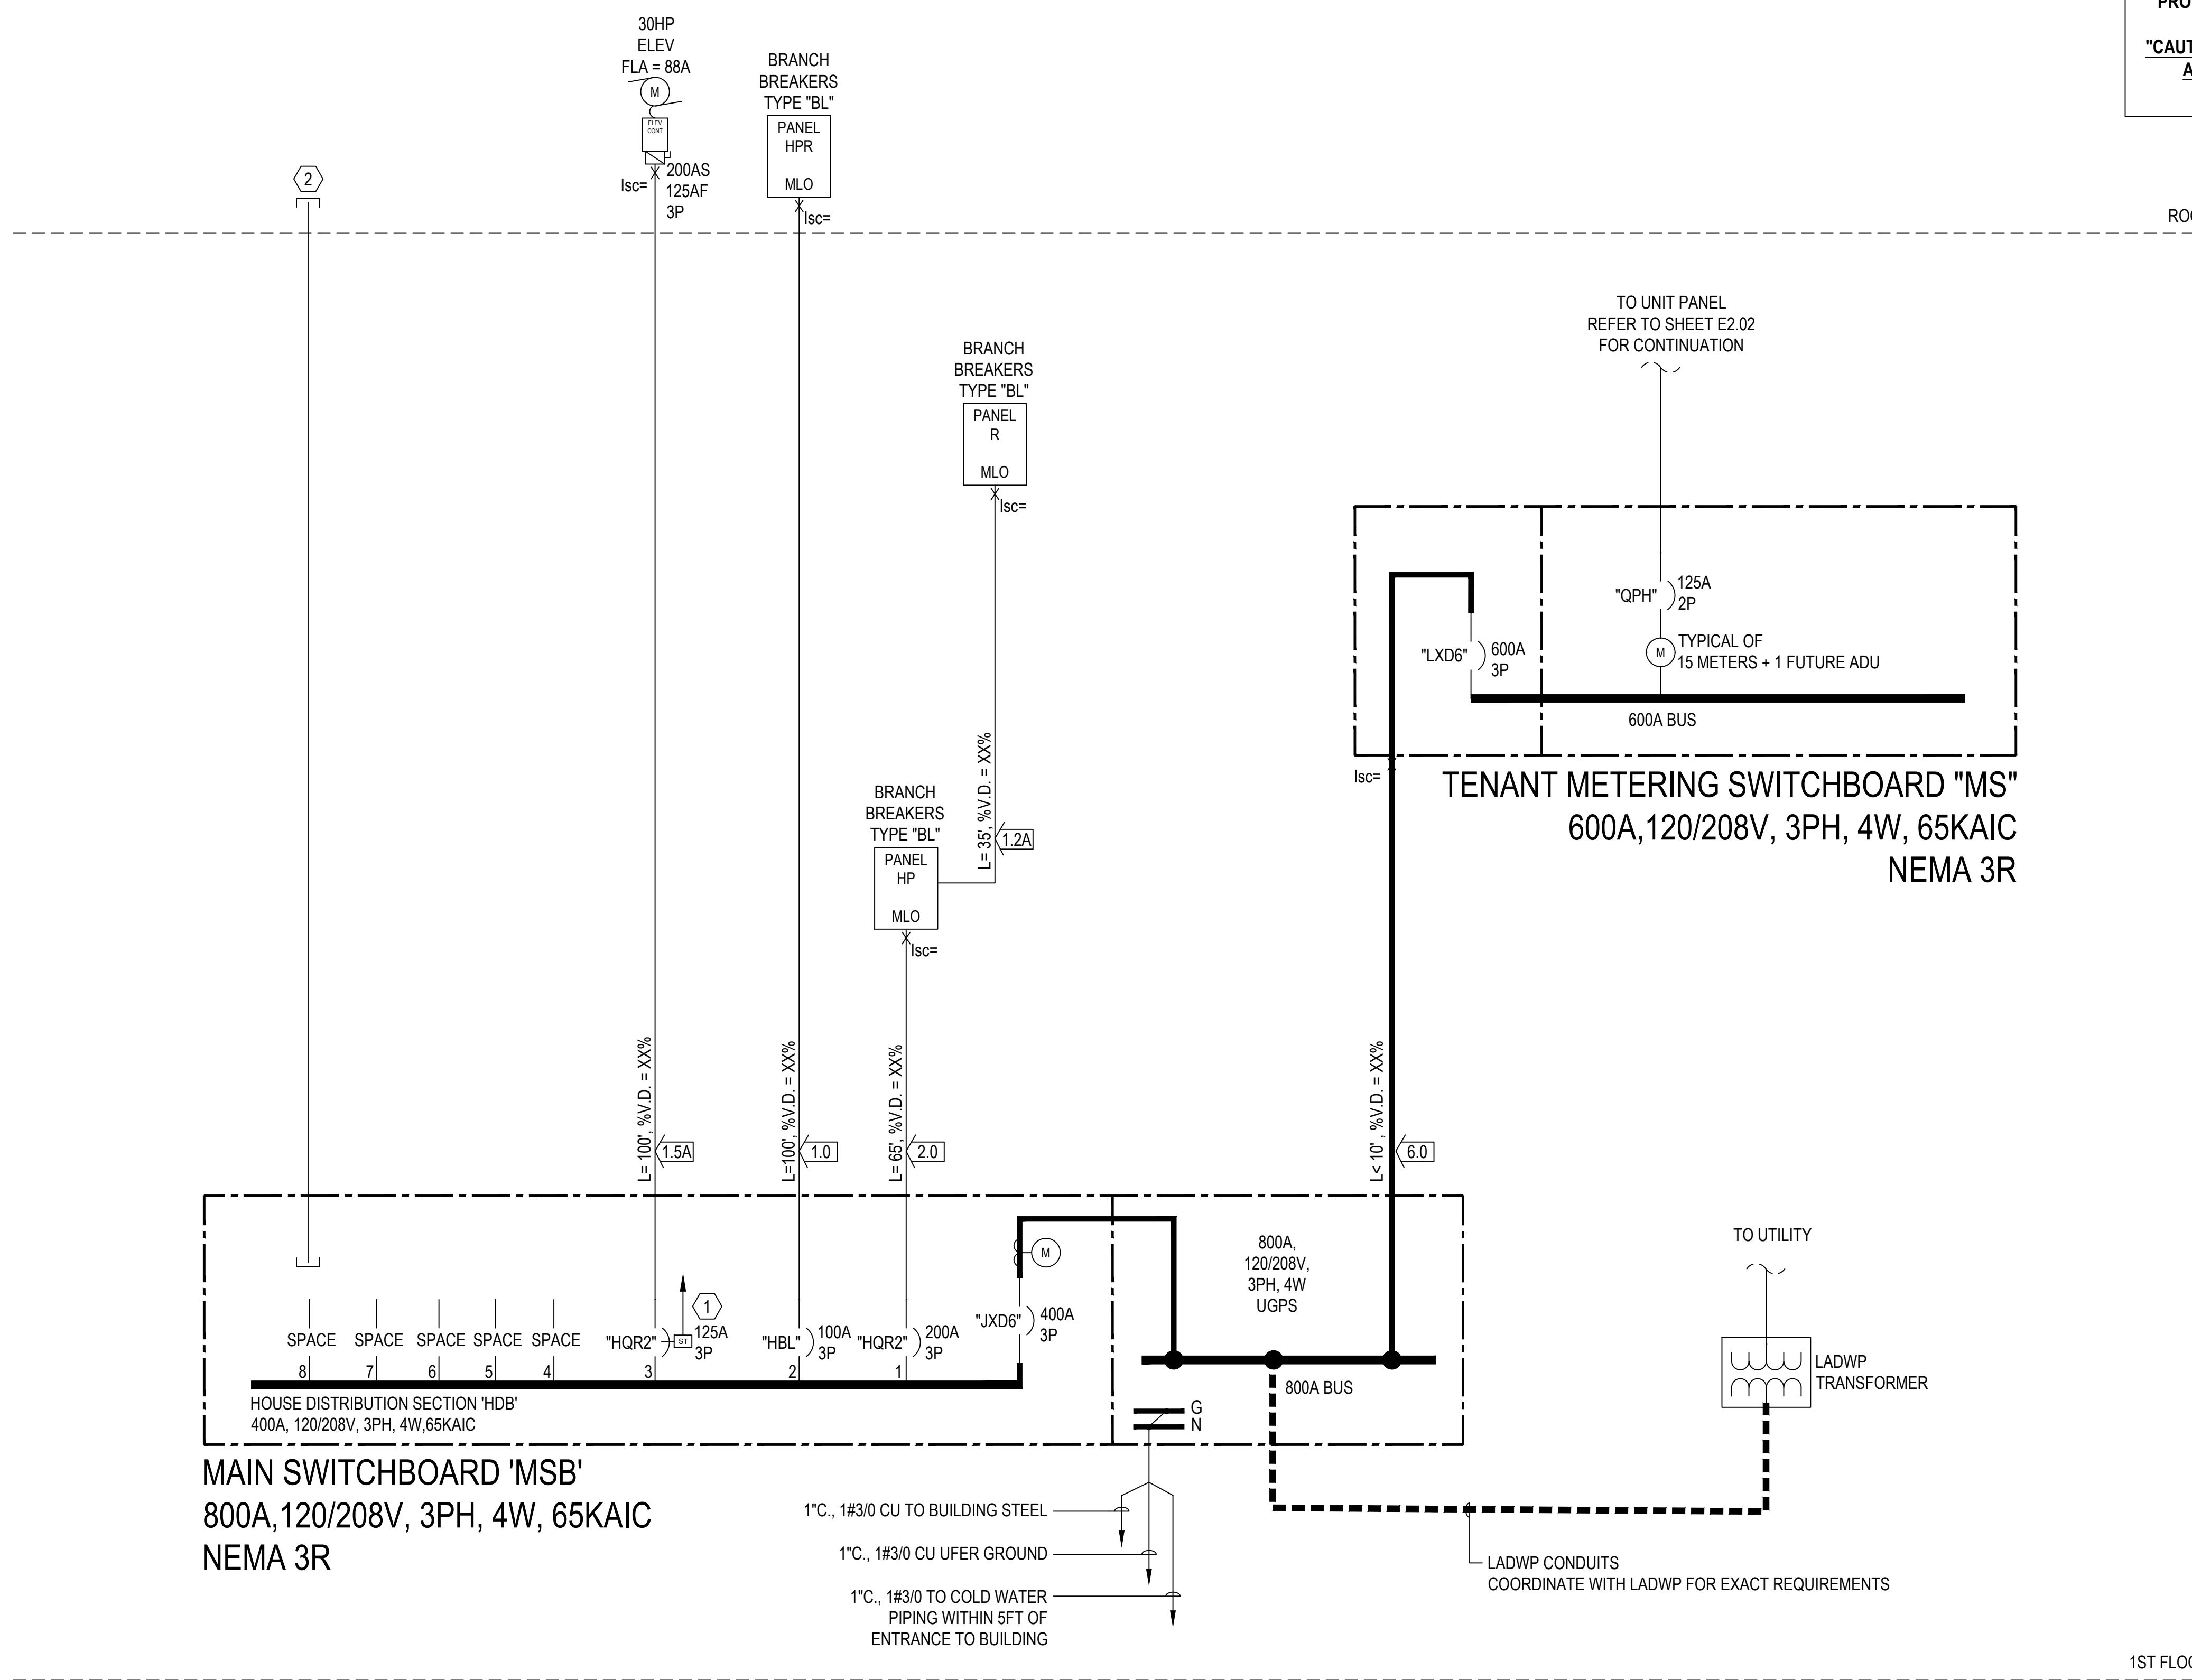 PRO
"CAUT
A
30HP
ELEV
FLA = 88A
M
ELEV
CONT
200AS
125AF
3P
Isc=
BRANCH
BREAKERS
TYPE "BL"
PANEL
HPR
MLO
Isc=
2
ROO
TO UNIT PANEL
REFER TO SHEET E2.02
FOR CONTINUATION
BRANCH
BREAKERS
TYPE "BL"
PANEL
R
MLO
Isc=
L= 35', %V.D. = XX%
1.2A
"QPH"
125A
2P
M
TYPICAL OF
15 METERS + 1 FUTURE ADU
"LXD6"
600A
3P
600A BUS
Isc=
TENANT METERING SWITCHBOARD "MS"
600A,120/208V, 3PH, 4W, 65KAIC
NEMA 3R
BRANCH
BREAKERS
TYPE "BL"
PANEL
HP
MLO
Isc=
L= 100', %V.D. = XX%
1.5A
L=100', %V.D. = XX%
1.0
L= 65', %V.D. = XX%
2.0
L< 10' , %V.D. = XX%
6.0
M
800A,
120/208V,
3PH, 4W
UGPS
TO UTILITY
1
SPACE
SPACE
SPACE
SPACE
SPACE
"HQR2"
ST
125A
3P
"HBL"
100A
3P
"HQR2"
200A
3P
"JXD6"
400A
3P
8
7
6
5
4
3
2
1
800A BUS
LADWP
TRANSFORMER
HOUSE DISTRIBUTION SECTION 'HDB'
400A, 120/208V, 3PH, 4W,65KAIC
G
N
MAIN SWITCHBOARD 'MSB'
800A,120/208V, 3PH, 4W, 65KAIC
NEMA 3R
1"C., 1#3/0 CU TO BUILDING STEEL
1"C., 1#3/0 CU UFER GROUND
1"C., 1#3/0 TO COLD WATER
PIPING WITHIN 5FT OF
ENTRANCE TO BUILDING
LADWP CONDUITS
COORDINATE WITH LADWP FOR EXACT REQUIREMENTS
1ST FLOO